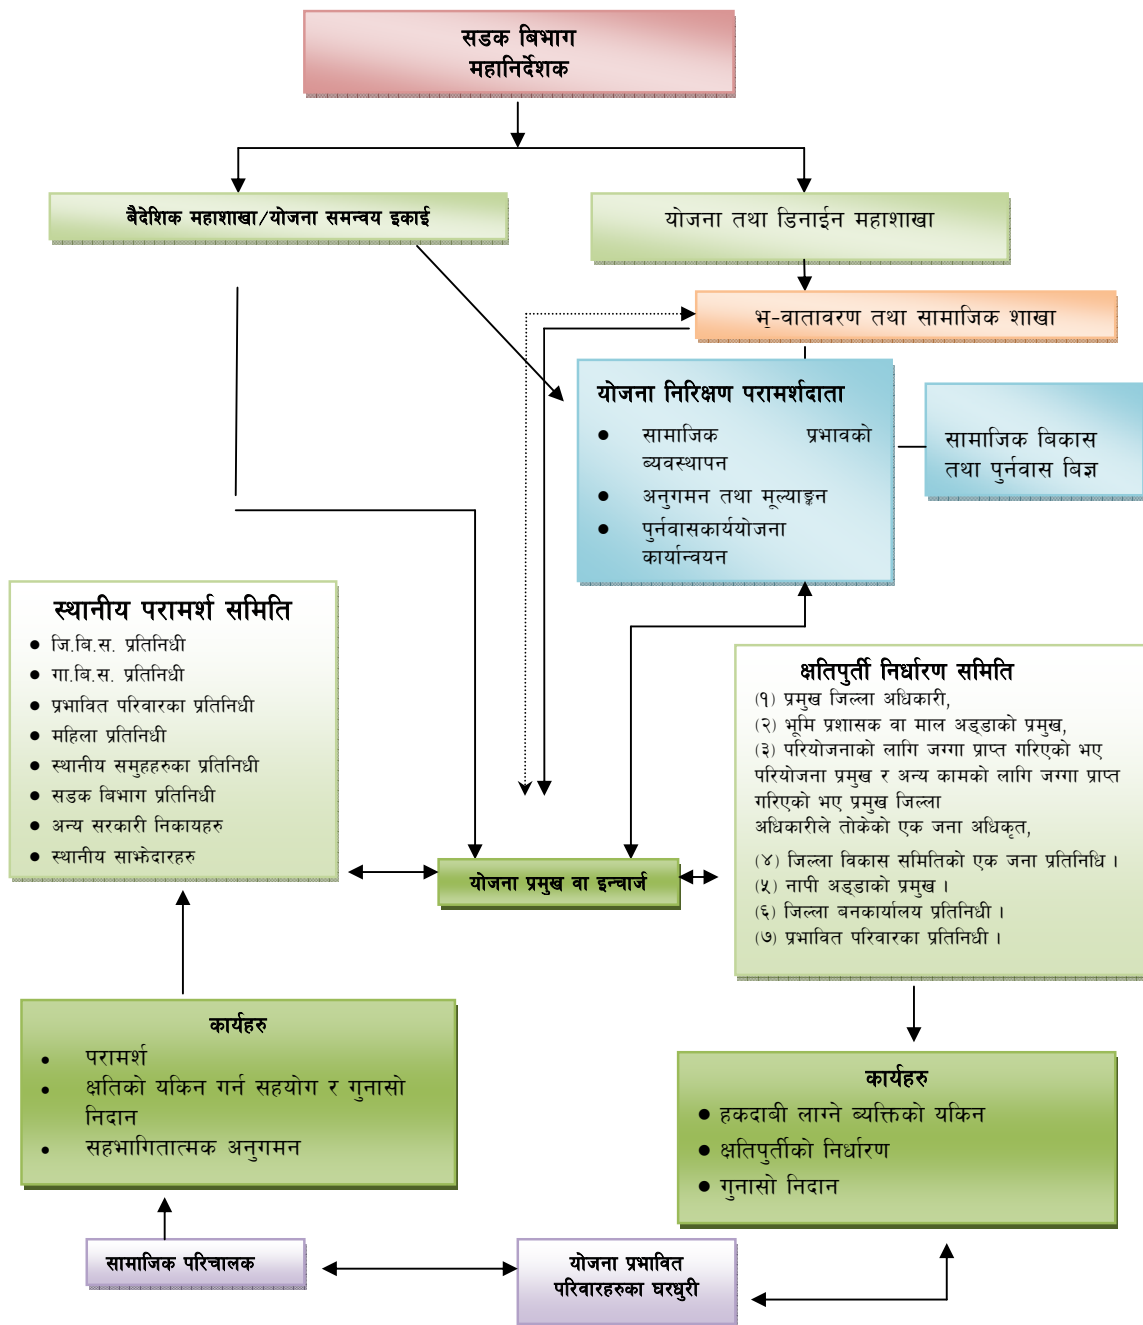 सडक बिभाग
महानिर्देशक
बैदेशिक महाशाखा/योजना समन्वय इकाई
योजना तथा डिनाईन महाशाखा
भू-वातावरण तथा सामाजिक शाखा
योजना निरिक्षण परामर्शदाता
● सामाजिक प्रभावको
ब्यवस्थापन
● अनुगमन तथा मूल्याङ्कन
● पुर्नवासकार्ययोजना
कार्यान्वयन
सामाजिक बिकास
तथा पुर्नवास बिज्ञ
स्थानीय परामर्श समिति
● जि.बि.स. प्रतिनिधी
● गा.बि.स. प्रतिनिधी
● प्रभावित परिवारका प्रतिनिधी
● महिला प्रतिनिधी
● स्थानीय समुहहरुका प्रतिनिधी
● सडक बिभाग प्रतिनिधी
● अन्य सरकारी निकायहरु
● स्थानीय साझेदारहरु
क्षतिपुर्ती निर्धारण समिति
(१) प्रमुख जिल्ला अधिकारी,
(२) भूमि प्रशासक वा माल अड्डाको प्रमुख,
(३) परियोजनाको लागि जग्गा प्राप्त गरिएको भए
परियोजना प्रमुख र अन्य कामको लागि जग्गा प्राप्त
गरिएको भए प्रमुख जिल्ला
अधिकारीले तोकेको एक जना अधिकृत,
(४) जिल्ला विकास समितिको एक जना प्रतिनिधि ।
(५) नापी अड्डाको प्रमुख ।
(६) जिल्ला बनकार्यालय प्रतिनिधी ।
(७) प्रभावित परिवारका प्रतिनिधी ।
योजना प्रमुख वा इन्चार्ज
कार्यहरु
● परामर्श
● क्षतिको यकिन गर्न सहयोग र गुनासो
निदान
● सहभागितात्मक अनुगमन
कार्यहरु
● हकदाबी लाग्ने ब्यक्तिको यकिन
● क्षतिपुर्तीको निर्धारण
● गुनासो निदान
सामाजिक परिचालक
योजना प्रभावित
परिवारहरुका घरधुरी